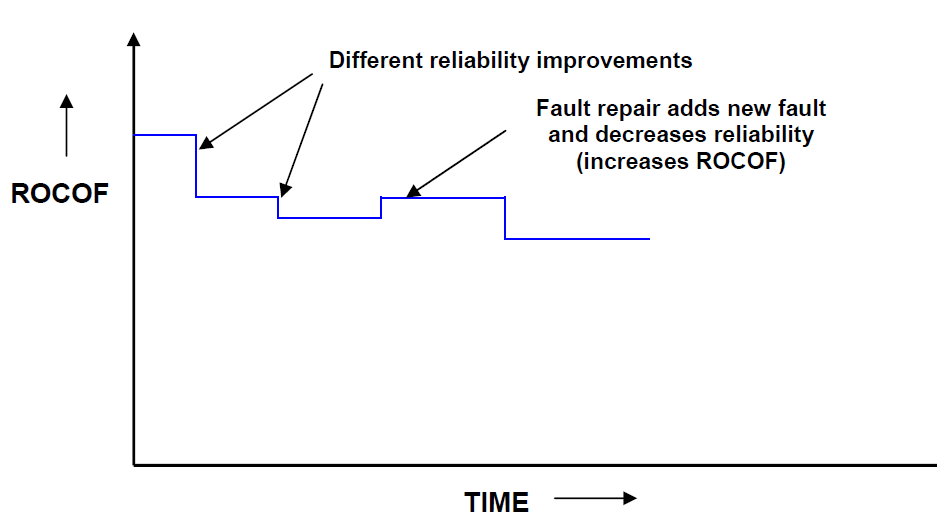 Different reliability improvements
Fault repair adds new fault
and decreases reliability
(increases ROCOF)
ROCOF
TIME